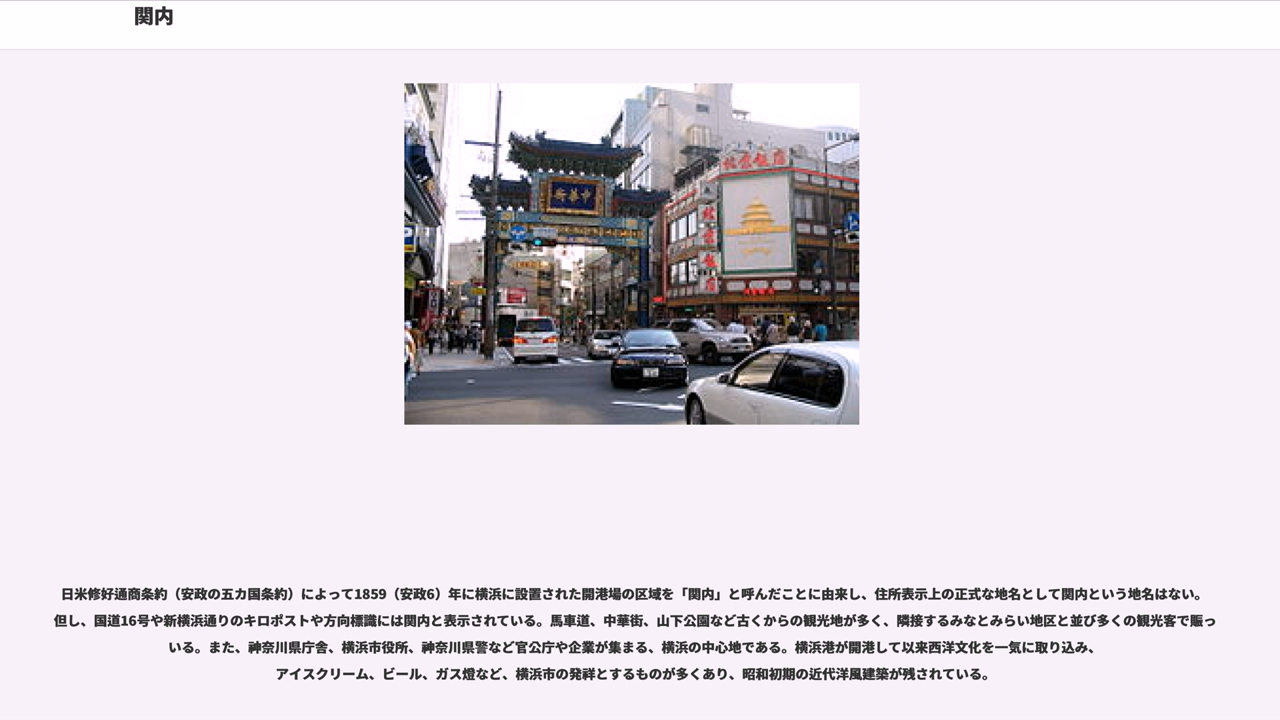 関内
北京飯店
中華街
北京飯店
日米修好通商条約（安政の五カ国条約）によって1859（安政6）年に横浜に設置された開港場の区域を「関内」と呼んだことに由来し、住所表示上の正式な地名として関内という地名はない。
但し、国道16号や新横浜通りのキロポストや方向標識には関内と表示されている。馬車道、中華街、山下公園など古くからの観光地が多く、隣接するみなとみらい地区と並び多くの観光客で賑っ
いる。また、神奈川県庁舎、横浜市役所、神奈川県警など官公庁や企業が集まる、横浜の中心地である。横浜港が開港して以来西洋文化を一気に取り込み、
アイスクリーム、ビール、ガス燈など、横浜市の発祥とするものが多くあり、昭和初期の近代洋風建築が残されている。